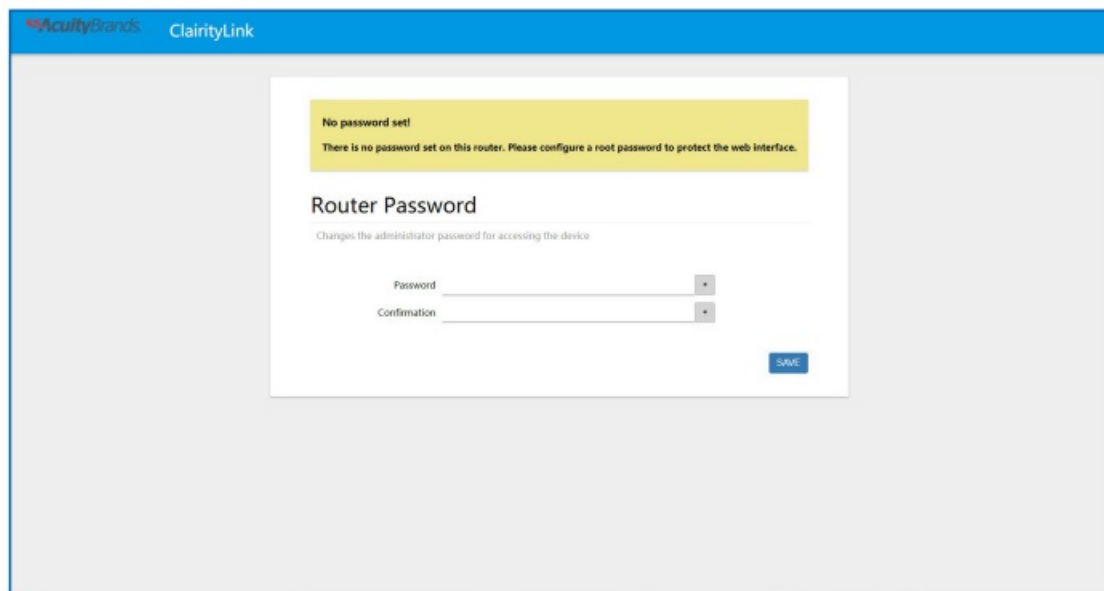 AcuityBrands
ClairityLink
No password set!
There is no password set on this router. Please configure a root password to protect the web interface.
Router Password
Changes the administrator password for accessing the device
Password
Confirmation
SAVE